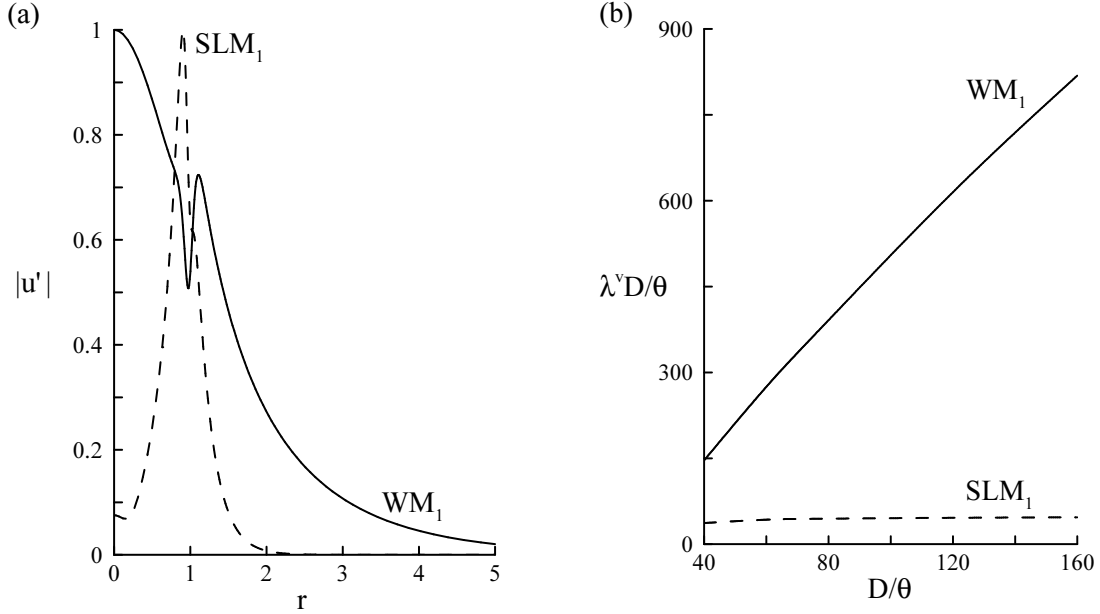 (a)
1
0.8
0.6
0.4
0.2
0
|u'|
SLM₁
WM₁
0 1 2 3 4 5
r
(b)
900
600
300
0
λᵛD/θ
WM₁
SLM₁
40 80 120 160
D/θ